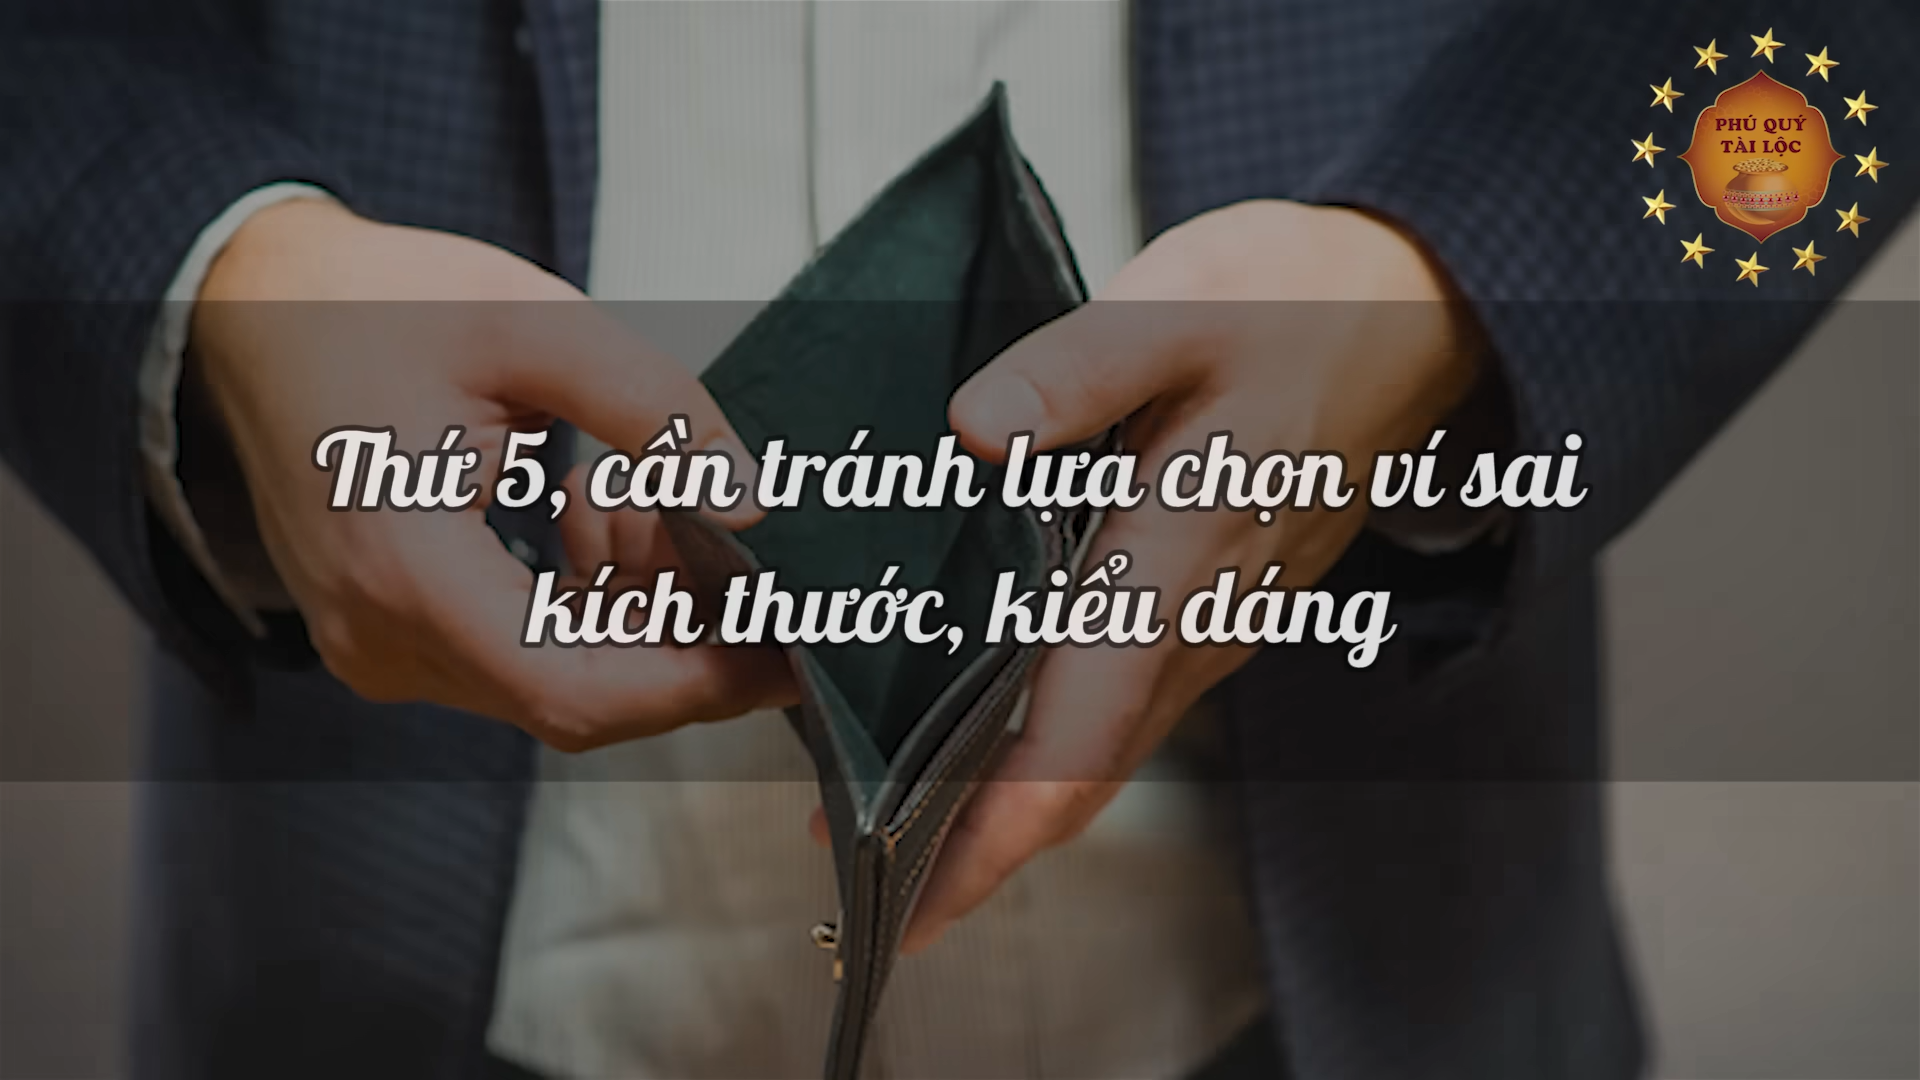 PHÚ QUÝ
TÀI LỘC
Thứ 5, cần tránh lựa chọn ví sai
kích thước, kiểu dáng